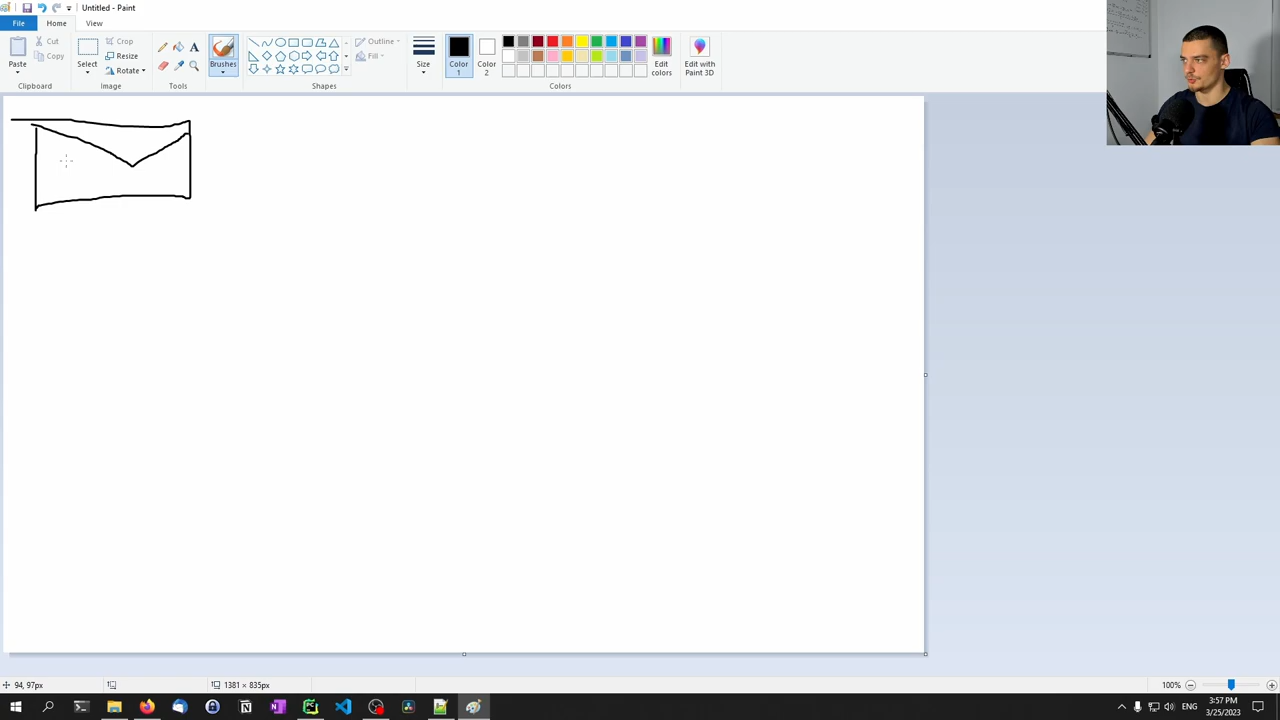 Untitled - Paint
File Home View
Paste
Cut
Copy
Clipboard
Select
Crop
Resize
Rotate
Image
A
Tools
Brushes
Outline
Fill
Shapes
Size
Color 1
Color 2
Edit colors
Colors
Edit with Paint 3D
94, 97px
1381 × 835px
100%
ENG
3:57 PM
3/25/2023